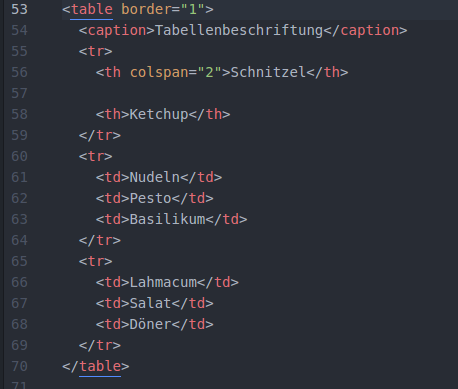 53 <table border="1">
54 <caption>Tabellenbeschriftung</caption>
55 <tr>
56 <th colspan="2">Schnitzel</th>
57
58 <th>Ketchup</th>
59 </tr>
60 <tr>
61 <td>Nudeln</td>
62 <td>Pesto</td>
63 <td>Basilikum</td>
64 </tr>
65 <tr>
66 <td>Lahmacum</td>
67 <td>Salat</td>
68 <td>Döner</td>
69 </tr>
70 </table>
71